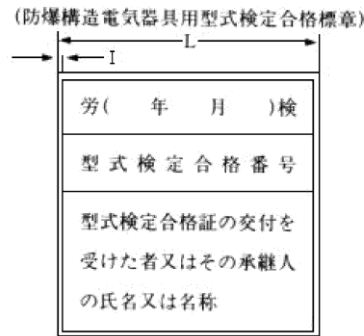 (防爆構造電気器具用型式検定合格標章)
L
I
労(　年　月　)検
型式検定合格番号
型式検定合格証の交付を
受けた者又はその承継人
の氏名又は名称